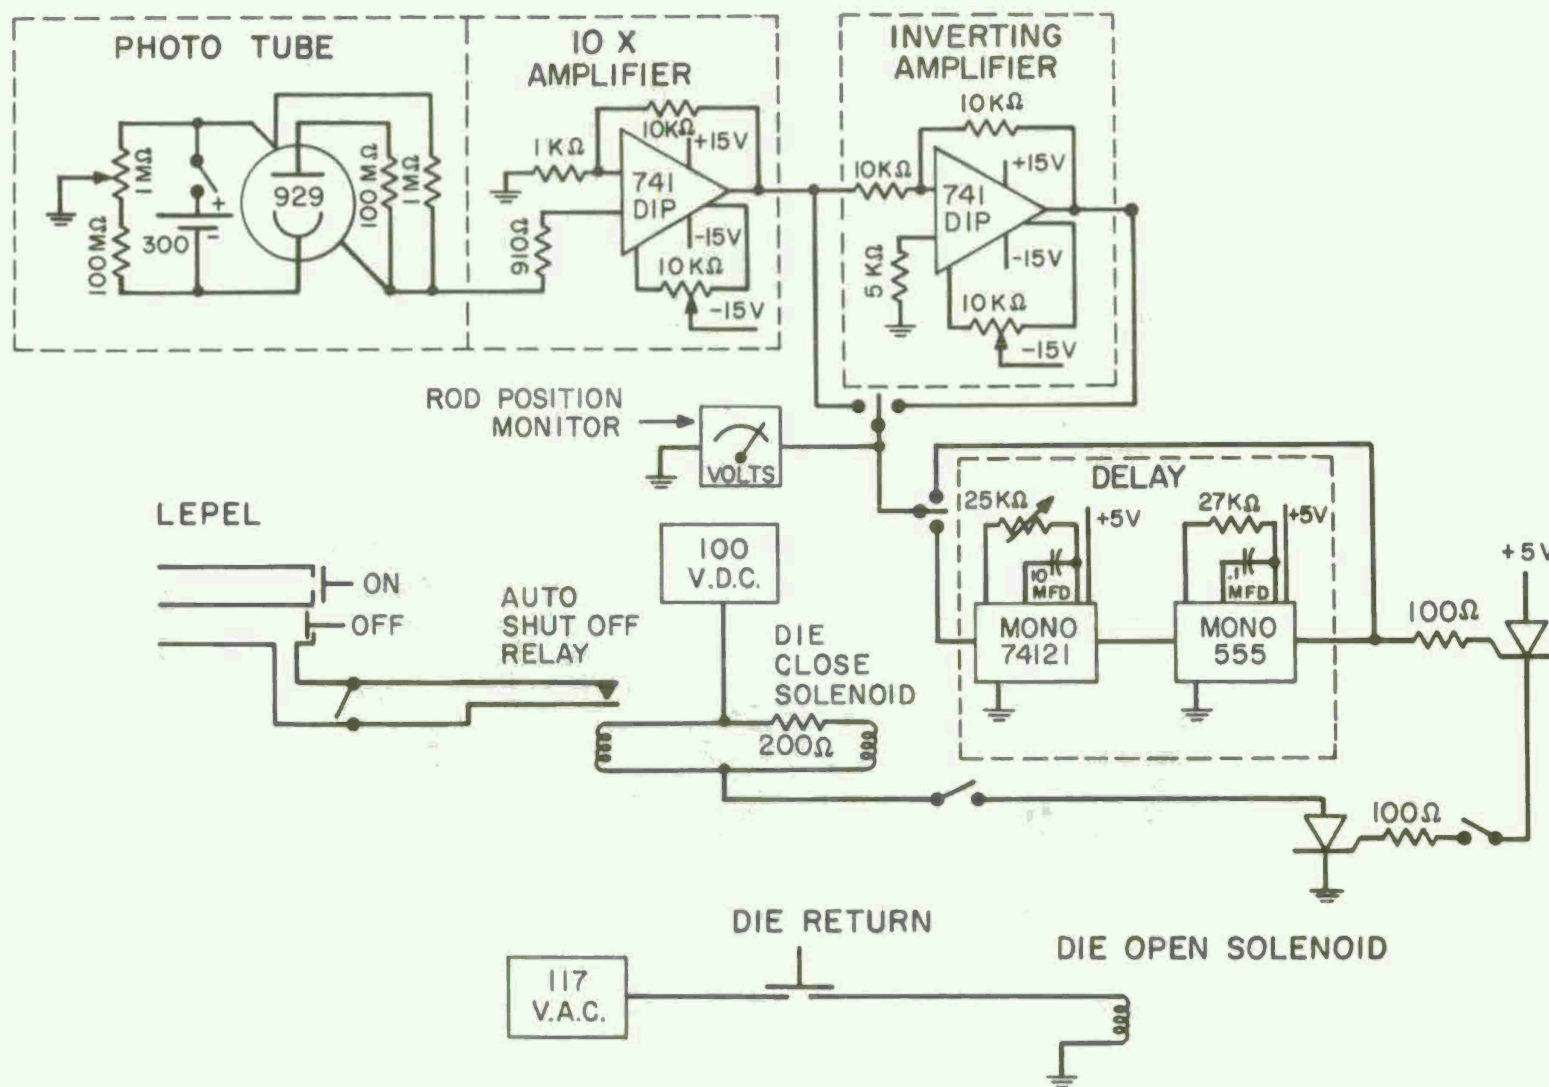 PHOTO TUBE
10 X
AMPLIFIER
INVERTING
AMPLIFIER
1MΩ
100MΩ
300
+
-
929
100MΩ
1MΩ
10KΩ
1KΩ
741
DIP
+15V
-15V
910Ω
10KΩ
-15V
10KΩ
10KΩ
741
DIP
+15V
-15V
5KΩ
10KΩ
-15V
ROD POSITION
MONITOR
VOLTS
DELAY
25KΩ
+5V
10
MFD
MONO
74121
27KΩ
+5V
.1
MFD
MONO
555
+5V
100Ω
LEPEL
ON
OFF
AUTO
SHUT OFF
RELAY
100
V.D.C.
DIE
CLOSE
SOLENOID
200Ω
100Ω
DIE RETURN
DIE OPEN SOLENOID
117
V.A.C.